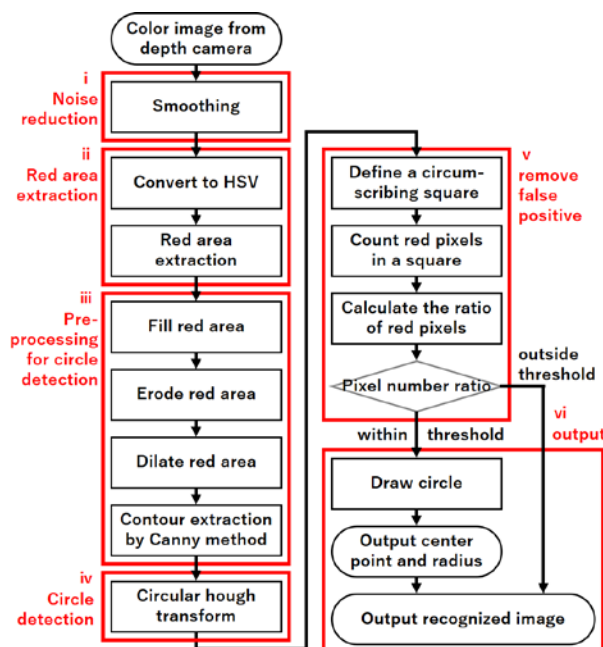 Color image from
depth camera
i
Noise
reduction
Smoothing
ii
Red area
extraction
Convert to HSV
Red area
extraction
iii
Pre-
processing
for circle
detection
Fill red area
Erode red area
Dilate red area
Contour extraction
by Canny method
iv
Circle
detection
Circular hough
transform
v
remove
false
positive
Define a circum-
scribing square
Count red pixels
in a square
Calculate the ratio
of red pixels
Pixel number ratio
outside
threshold
within threshold
vi
output
Draw circle
Output center
point and radius
Output recognized image